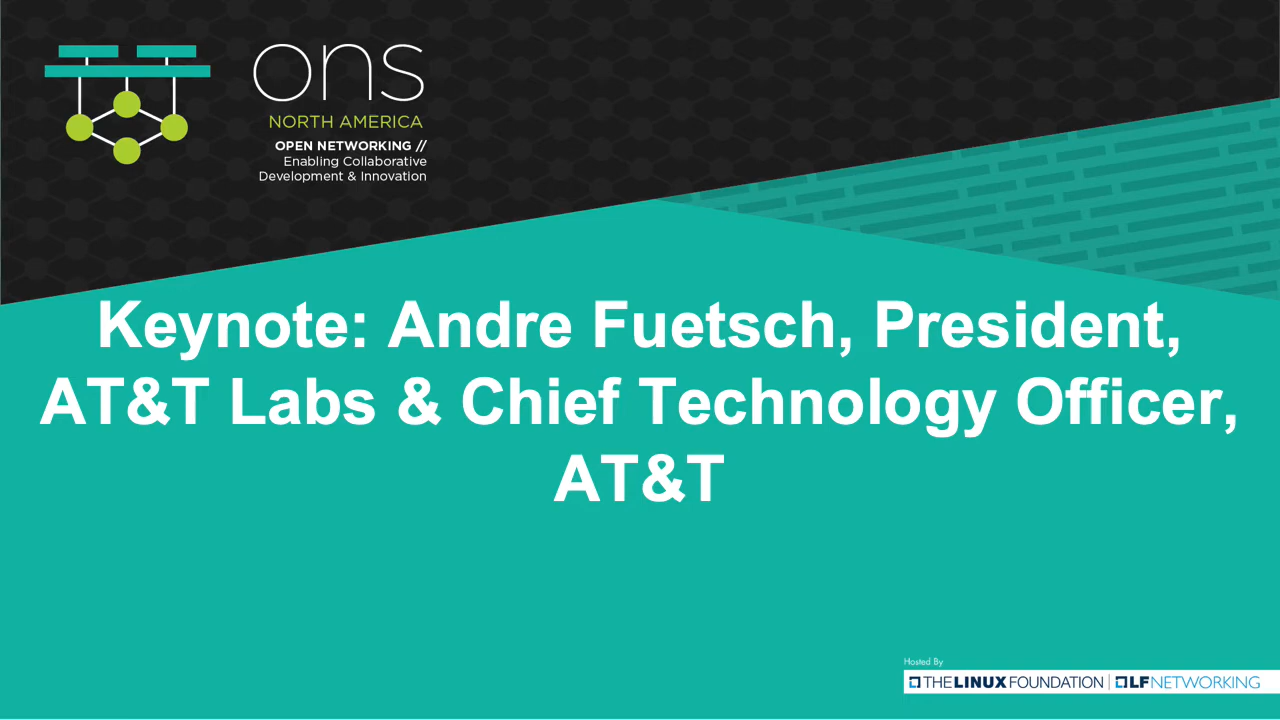 ons
NORTH AMERICA
OPEN NETWORKING //
Enabling Collaborative
Development & Innovation
Keynote: Andre Fuetsch, President,
AT&T Labs & Chief Technology Officer,
AT&T
Hosted By
THE LINUX FOUNDATION | LF NETWORKING